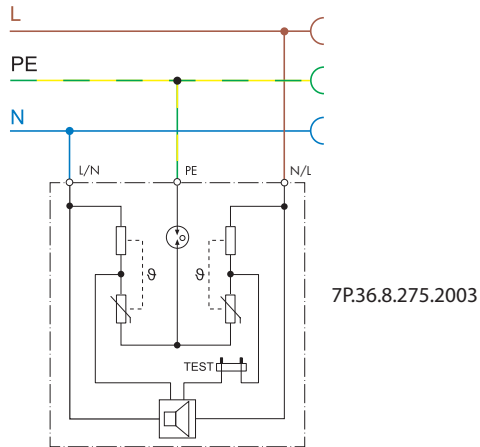 L
PE
N
L/N PE N/L
ϑ ϑ
7P.36.8.275.2003
TEST